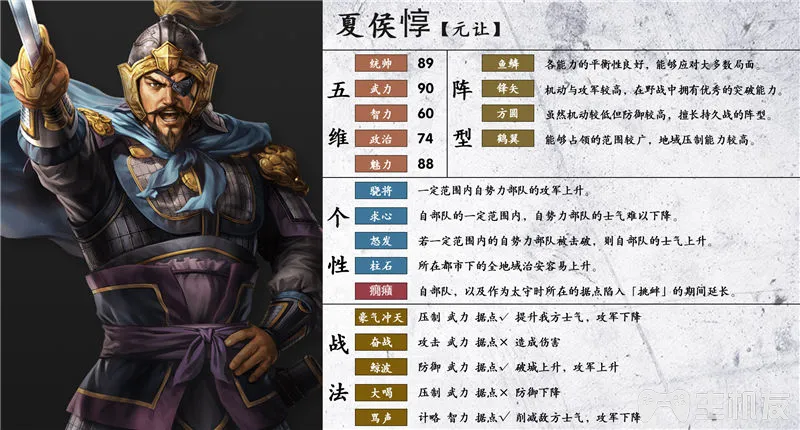 夏侯惇【元让】
五维
统帅 89
武力 90
智力 60
政治 74
魅力 88
阵型
鱼鳞 各能力的平衡性良好，能够应对大多数局面。
锋矢 机动与攻军较高，在野战中拥有优秀的突破能力。
方圆 虽然机动较低但防御较高，擅长持久战的阵型。
鹤翼 能够占领的范围较广，地域压制能力较高。
个性
骁将 一定范围内自势力部队的攻军上升。
求心 自部队的一定范围内，自势力部队的士气难以下降。
怒发 若一定范围内的自势力部队被击破，则自部队的士气上升。
柱石 所在都市下的全地域治安容易上升。
癫癫 自部队，以及作为太守时所在的据点陷入「挑衅」的期间延长。
战法
豪气冲天 压制 武力 据点✓ 提升我方士气，攻军下降
奋战 攻击 武力 据点× 造成伤害
鲸波 防御 武力 据点✓ 破城上升，攻军上升
大喝 压制 武力 据点× 防御下降
骂声 计略 智力 据点✓ 削减敌方士气，攻军下降